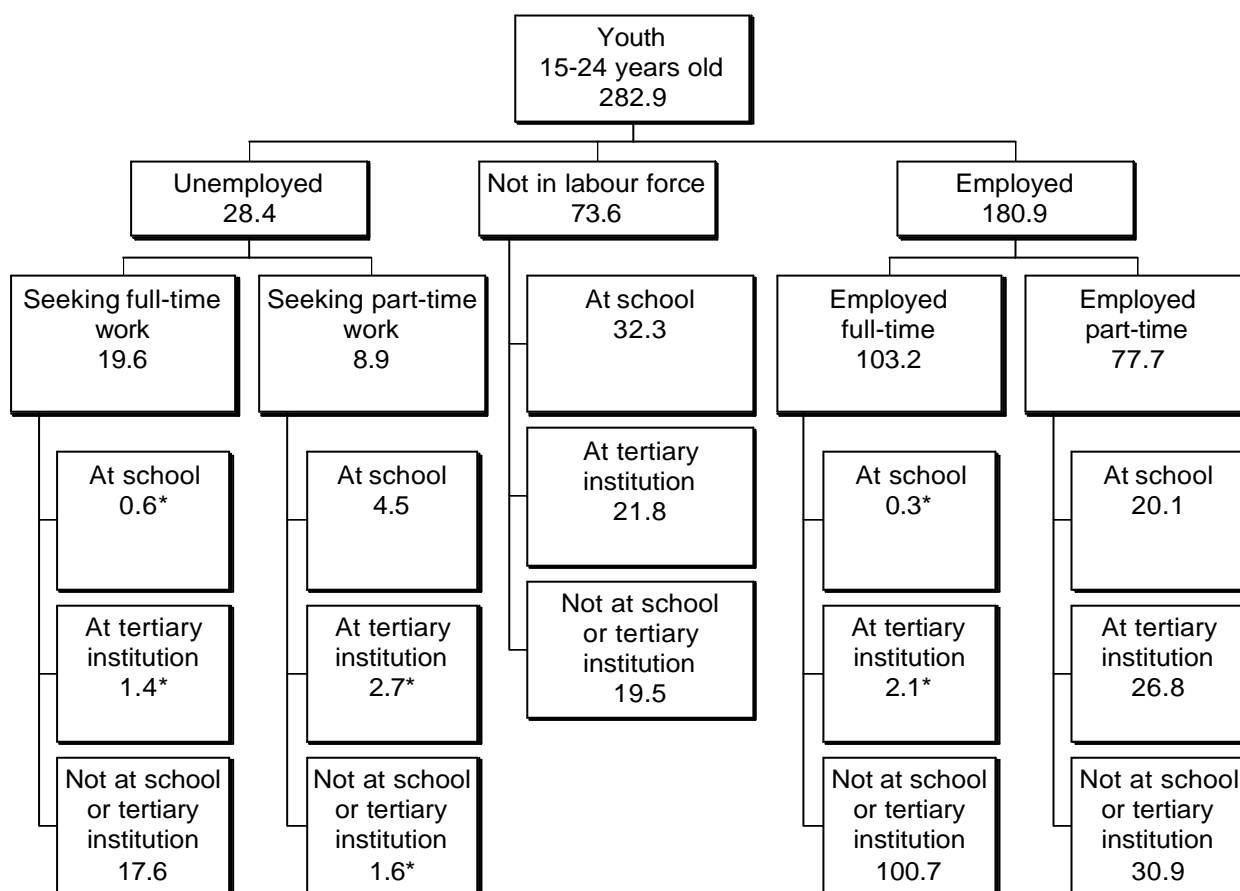 Youth
15-24 years old
282.9
Unemployed
28.4
Not in labour force
73.6
Employed
180.9
Seeking full-time
work
19.6
Seeking part-time
work
8.9
At school
32.3
Employed
full-time
103.2
Employed
part-time
77.7
At school
0.6*
At school
4.5
At tertiary
institution
21.8
At school
0.3*
At school
20.1
At tertiary
institution
1.4*
At tertiary
institution
2.7*
Not at school
or tertiary
institution
19.5
At tertiary
institution
2.1*
At tertiary
institution
26.8
Not at school
or tertiary
institution
17.6
Not at school
or tertiary
institution
1.6*
Not at school
or tertiary
institution
100.7
Not at school
or tertiary
institution
30.9